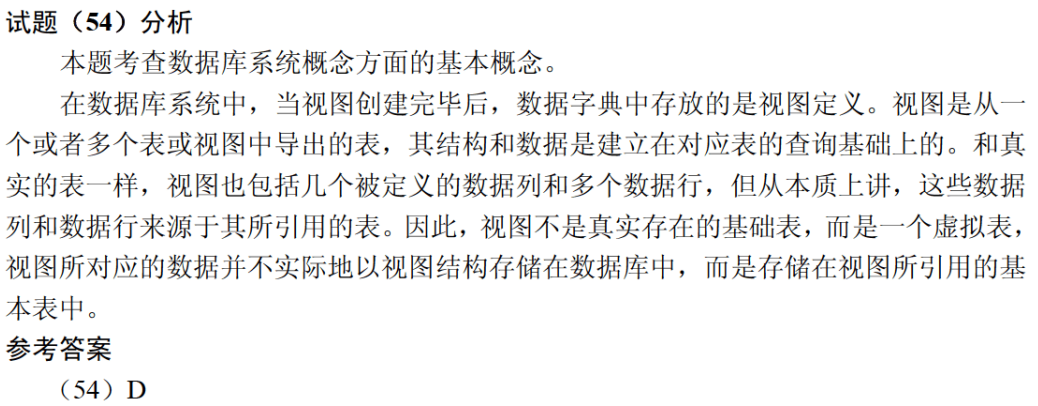 试题（54）分析
本题考查数据库系统概念方面的基本概念。
在数据库系统中，当视图创建完毕后，数据字典中存放的是视图定义。视图是从一
个或者多个表或视图中导出的表，其结构和数据是建立在对应表的查询基础上的。和真
实的表一样，视图也包括几个被定义的数据列和多个数据行，但从本质上讲，这些数据
列和数据行来源于其所引用的表。因此，视图不是真实存在的基础表，而是一个虚拟表，
视图所对应的数据并不实际地以视图结构存储在数据库中，而是存储在视图所引用的基
本表中。
参考答案
（54）D